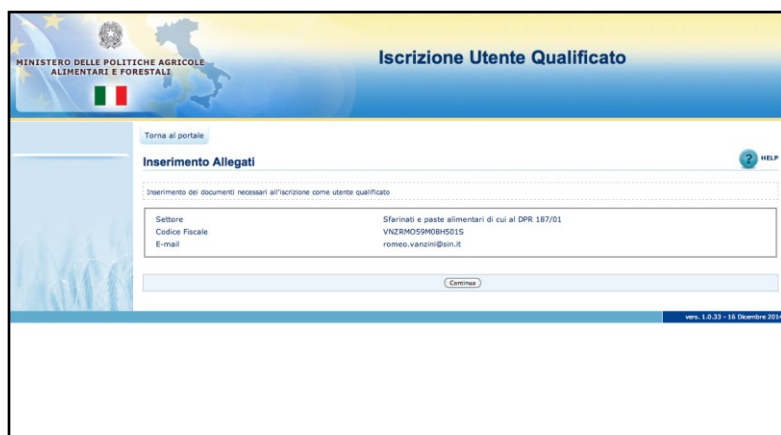 MINISTERO DELLE POLITICHE AGRICOLE
ALIMENTARI E FORESTALI
Iscrizione Utente Qualificato
Torna al portale
Inserimento Allegati
HELP
Inserimento dei documenti necessari all'iscrizione come utente qualificato
Settore Sfarinati e paste alimentari di cui al DPR 187/01
Codice Fiscale VNZRMO59M08H501S
E-mail romeo.vanzini@sin.it
Continua
vers. 1.0.33 - 16 Dicembre 2014